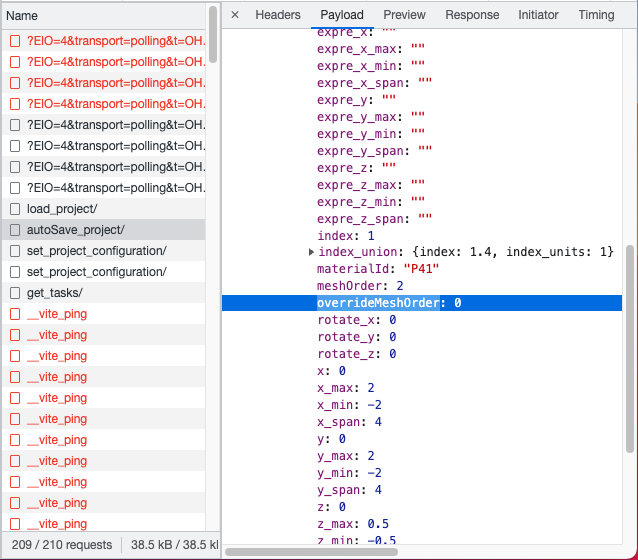 Name
?EIO=4&transport=polling&t=OH.
?EIO=4&transport=polling&t=OH.
?EIO=4&transport=polling&t=OH.
?EIO=4&transport=polling&t=OH.
?EIO=4&transport=polling&t=OH.
?EIO=4&transport=polling&t=OH.
?EIO=4&transport=polling&t=OH.
?EIO=4&transport=polling&t=OH.
load_project/
autoSave_project/
set_project_configuration/
set_project_configuration/
get_tasks/
__vite_ping
__vite_ping
__vite_ping
__vite_ping
__vite_ping
__vite_ping
__vite_ping
__vite_ping
__vite_ping
__vite_ping
__vite_ping
209 / 210 requests 38.5 kB / 38.5 kl
× Headers Payload Preview Response Initiator Timing
expre_x: ""
expre_x_max: ""
expre_x_min: ""
expre_x_span: ""
expre_y: ""
expre_y_max: ""
expre_y_min: ""
expre_y_span: ""
expre_z: ""
expre_z_max: ""
expre_z_min: ""
expre_z_span: ""
index: 1
index_union: {index: 1.4, index_units: 1}
materialId: "P41"
meshOrder: 2
overrideMeshOrder: 0
rotate_x: 0
rotate_y: 0
rotate_z: 0
x: 0
x_max: 2
x_min: -2
x_span: 4
y: 0
y_max: 2
y_min: -2
y_span: 4
z: 0
z_max: 0.5
z_min: -0.5